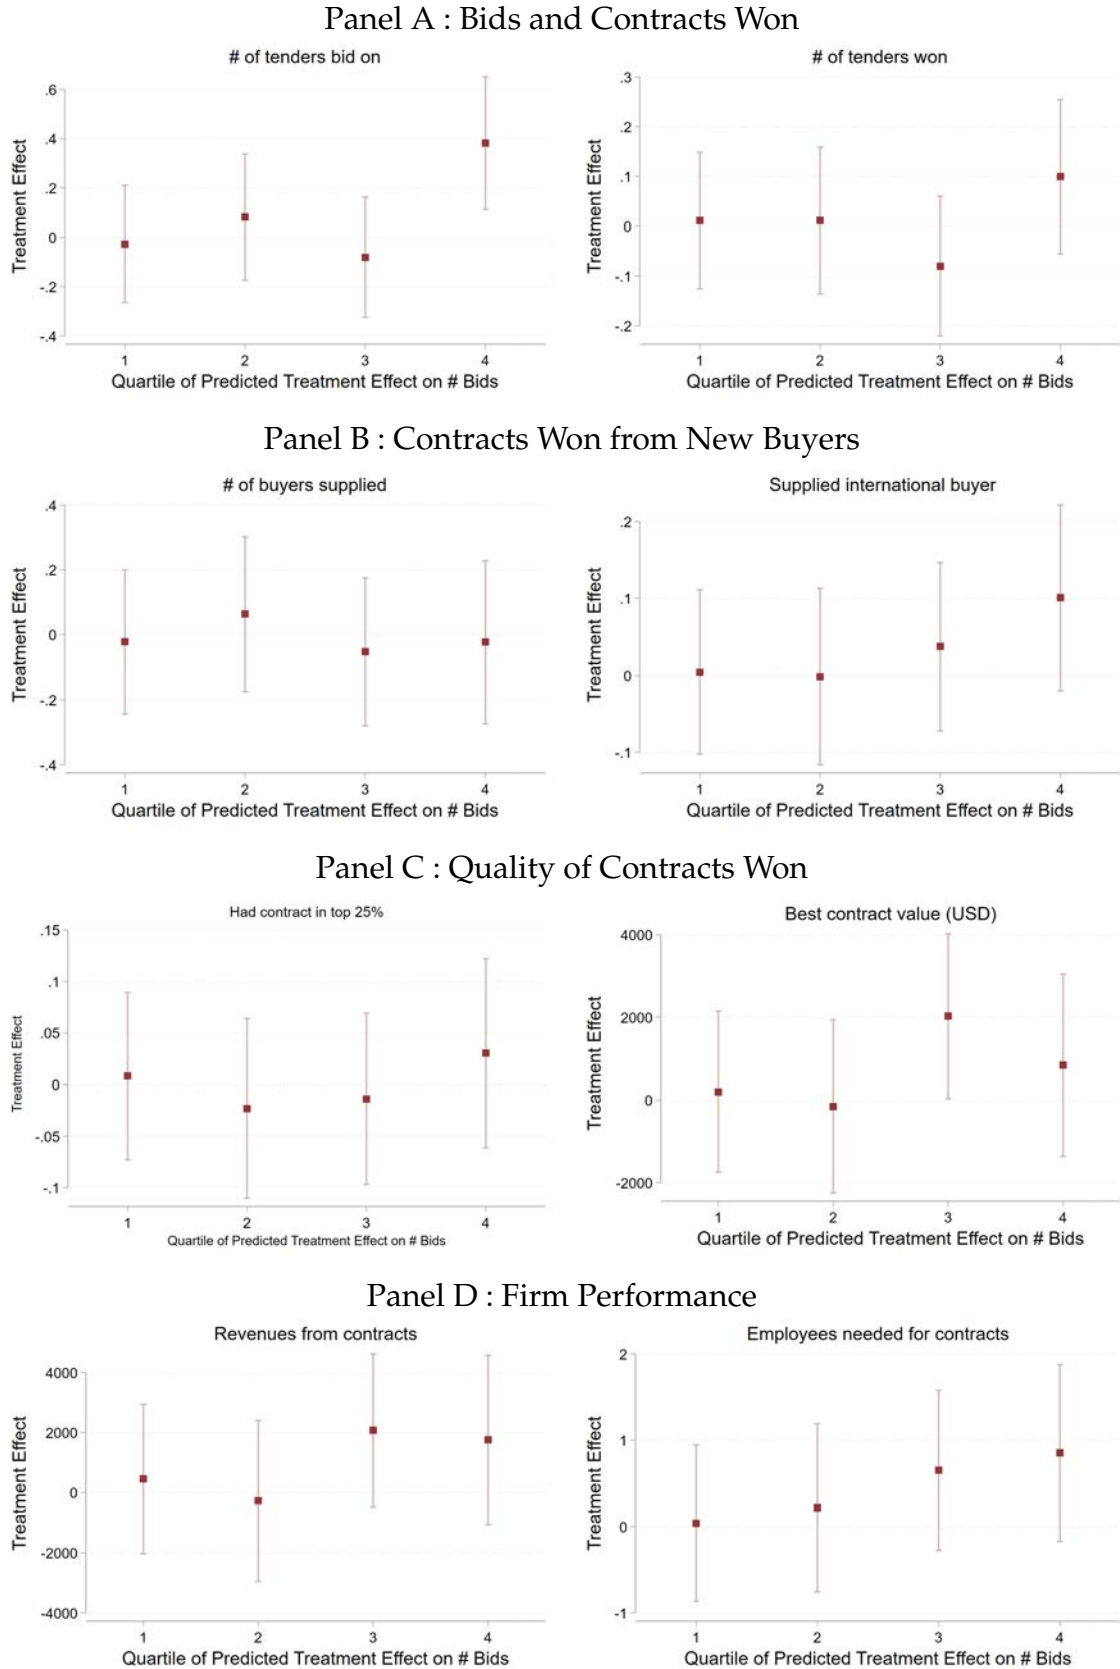 Panel A : Bids and Contracts Won
# of tenders bid on
Treatment Effect
.6
.4
.2
0
-.2
-.4
1 2 3 4
Quartile of Predicted Treatment Effect on # Bids
# of tenders won
Treatment Effect
.3
.2
.1
0
-.1
-.2
1 2 3 4
Quartile of Predicted Treatment Effect on # Bids
Panel B : Contracts Won from New Buyers
# of buyers supplied
Treatment Effect
.4
.2
0
-.2
-.4
1 2 3 4
Quartile of Predicted Treatment Effect on # Bids
Supplied international buyer
Treatment Effect
.2
.1
0
-.1
1 2 3 4
Quartile of Predicted Treatment Effect on # Bids
Panel C : Quality of Contracts Won
Had contract in top 25%
Treatment Effect
.15
.1
.05
0
-.05
-.1
1 2 3 4
Quartile of Predicted Treatment Effect on # Bids
Best contract value (USD)
Treatment Effect
4000
2000
0
-2000
1 2 3 4
Quartile of Predicted Treatment Effect on # Bids
Panel D : Firm Performance
Revenues from contracts
Treatment Effect
4000
2000
0
-2000
-4000
1 2 3 4
Quartile of Predicted Treatment Effect on # Bids
Employees needed for contracts
Treatment Effect
2
1
0
-1
1 2 3 4
Quartile of Predicted Treatment Effect on # Bids